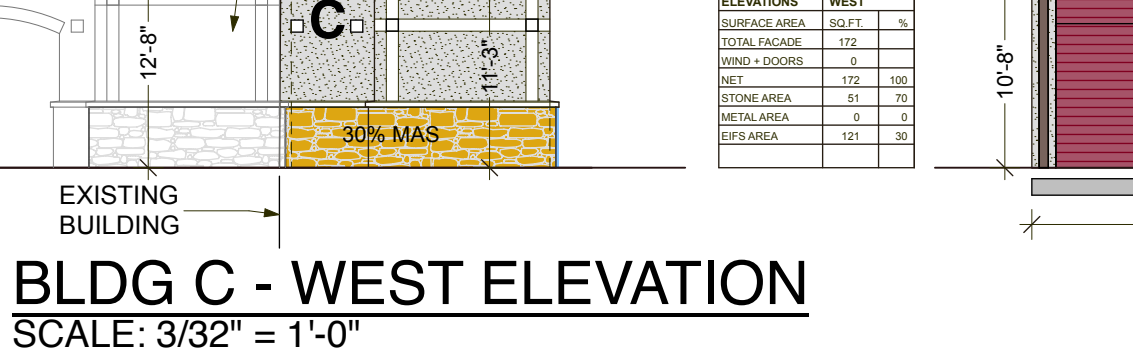 C
12'-8"
11'-3"
30% MAS
EXISTING
BUILDING
ELEVATIONS WEST
SURFACE AREA SQ.FT. %
TOTAL FACADE 172
WIND + DOORS 0
NET 172 100
STONE AREA 51 70
METAL AREA 0 0
EIFS AREA 121 30
10'-8"
BLDG C - WEST ELEVATION
SCALE: 3/32" = 1'-0"